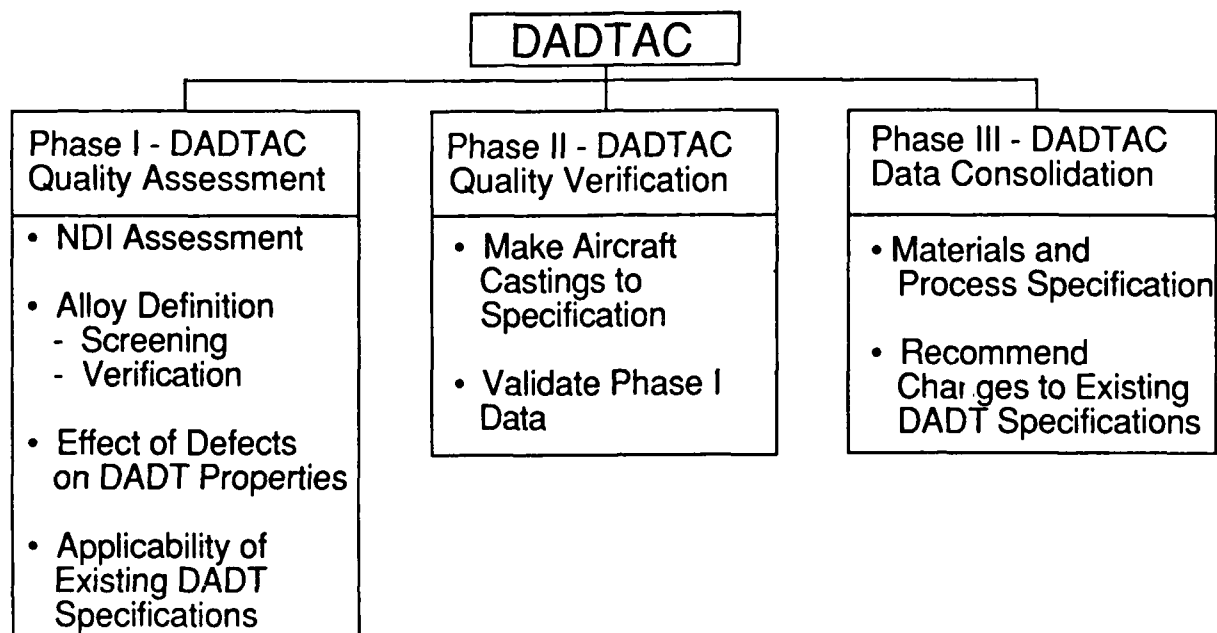 DADTAC
Phase I - DADTAC
Quality Assessment
• NDI Assessment
• Alloy Definition
- Screening
- Verification
• Effect of Defects
on DADT Properties
• Applicability of
Existing DADT
Specifications
Phase II - DADTAC
Quality Verification
• Make Aircraft
Castings to
Specification
• Validate Phase I
Data
Phase III - DADTAC
Data Consolidation
• Materials and
Process Specification
• Recommend
Changes to Existing
DADT Specifications